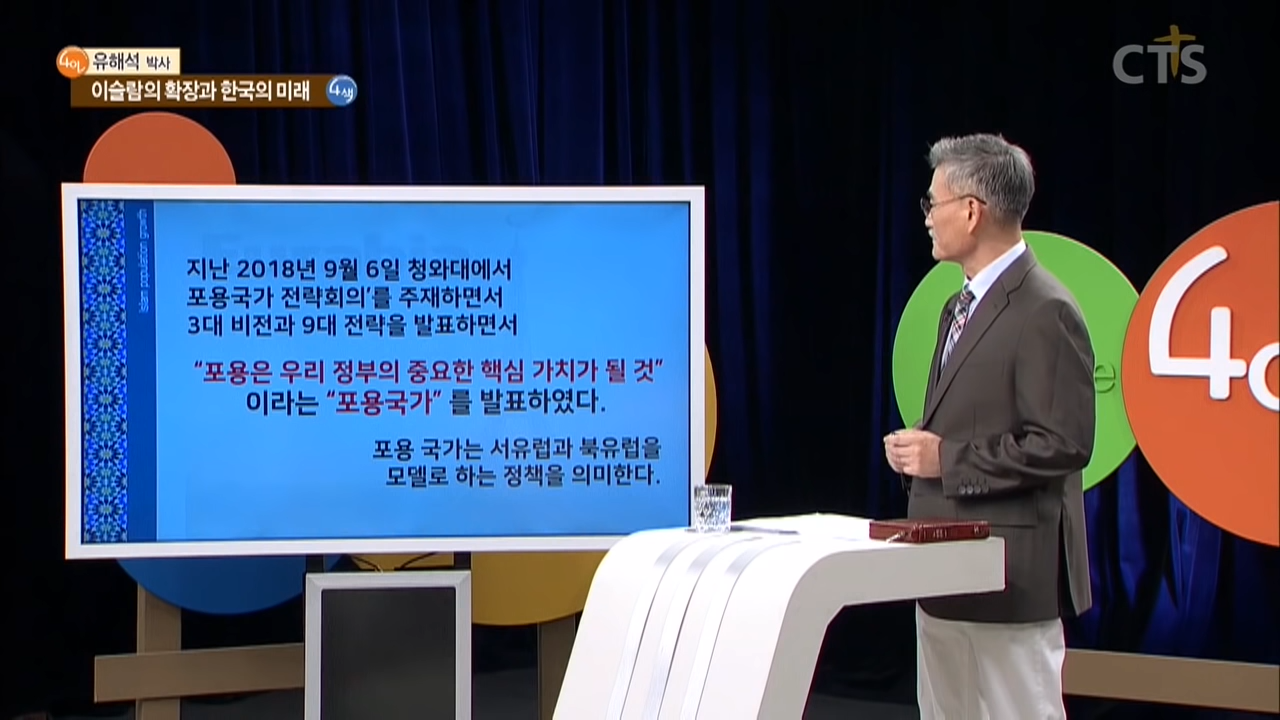 4인
유해석 박사
이슬람의 확장과 한국의 미래
4색
CTS
Islam population growth
Eurabia
지난 2018년 9월 6일 청와대에서
포용국가 전략회의'를 주재하면서
3대 비전과 9대 전략을 발표하면서
“포용은 우리 정부의 중요한 핵심 가치가 될 것”
이라는 “포용국가” 를 발표하였다.
포용 국가는 서유럽과 북유럽을
모델로 하는 정책을 의미한다.
e
4o